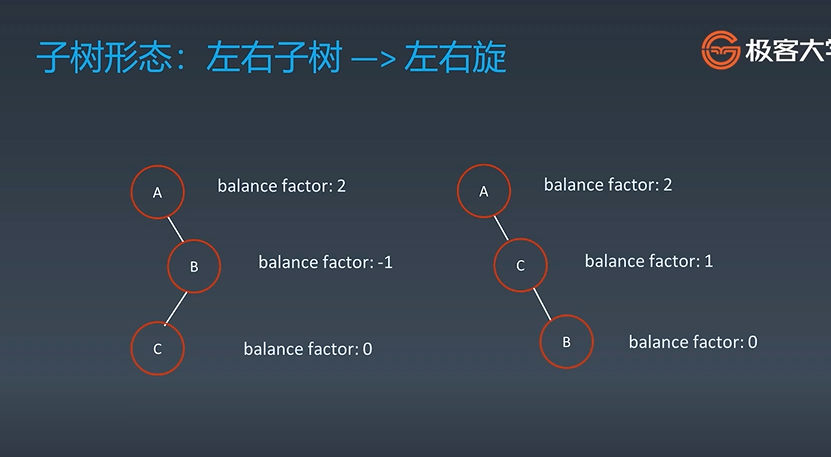 子树形态：左右子树 —> 左右旋
极客大学
A
balance factor: 2
B
balance factor: -1
C
balance factor: 0
A
balance factor: 2
C
balance factor: 1
B
balance factor: 0